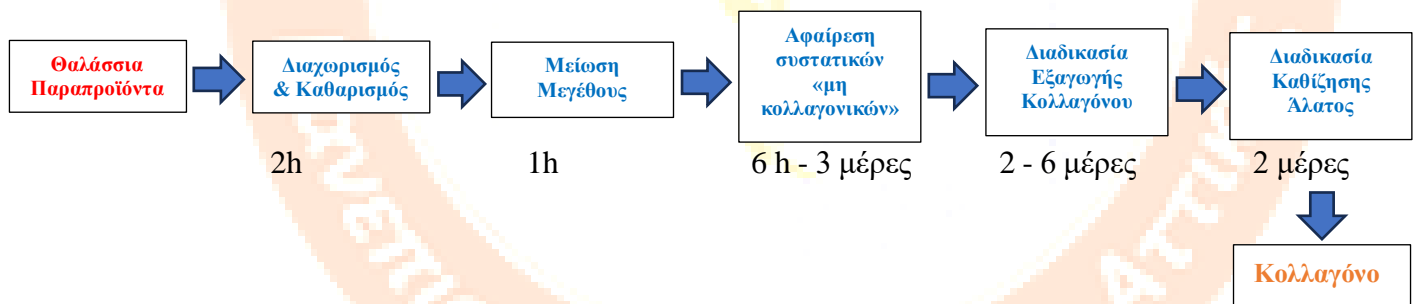 Θαλάσσια
Παραπροϊόντα
Διαχωρισμός
& Καθαρισμός
Μείωση
Μεγέθους
Αφαίρεση
συστατικών
«μη
κολλαγονικών»
Διαδικασία
Εξαγωγής
Κολλαγόνου
Διαδικασία
Καθίζησης
Άλατος
2h
1h
6 h - 3 μέρες
2 - 6 μέρες
2 μέρες
Κολλαγόνο